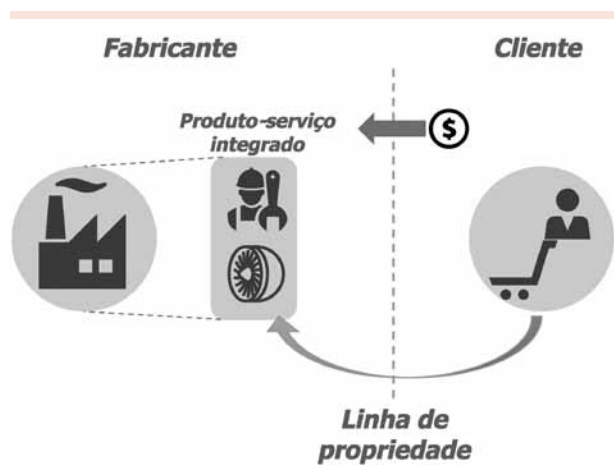 Fabricante
Cliente
Produto-serviço
integrado
$
Linha de
propriedade